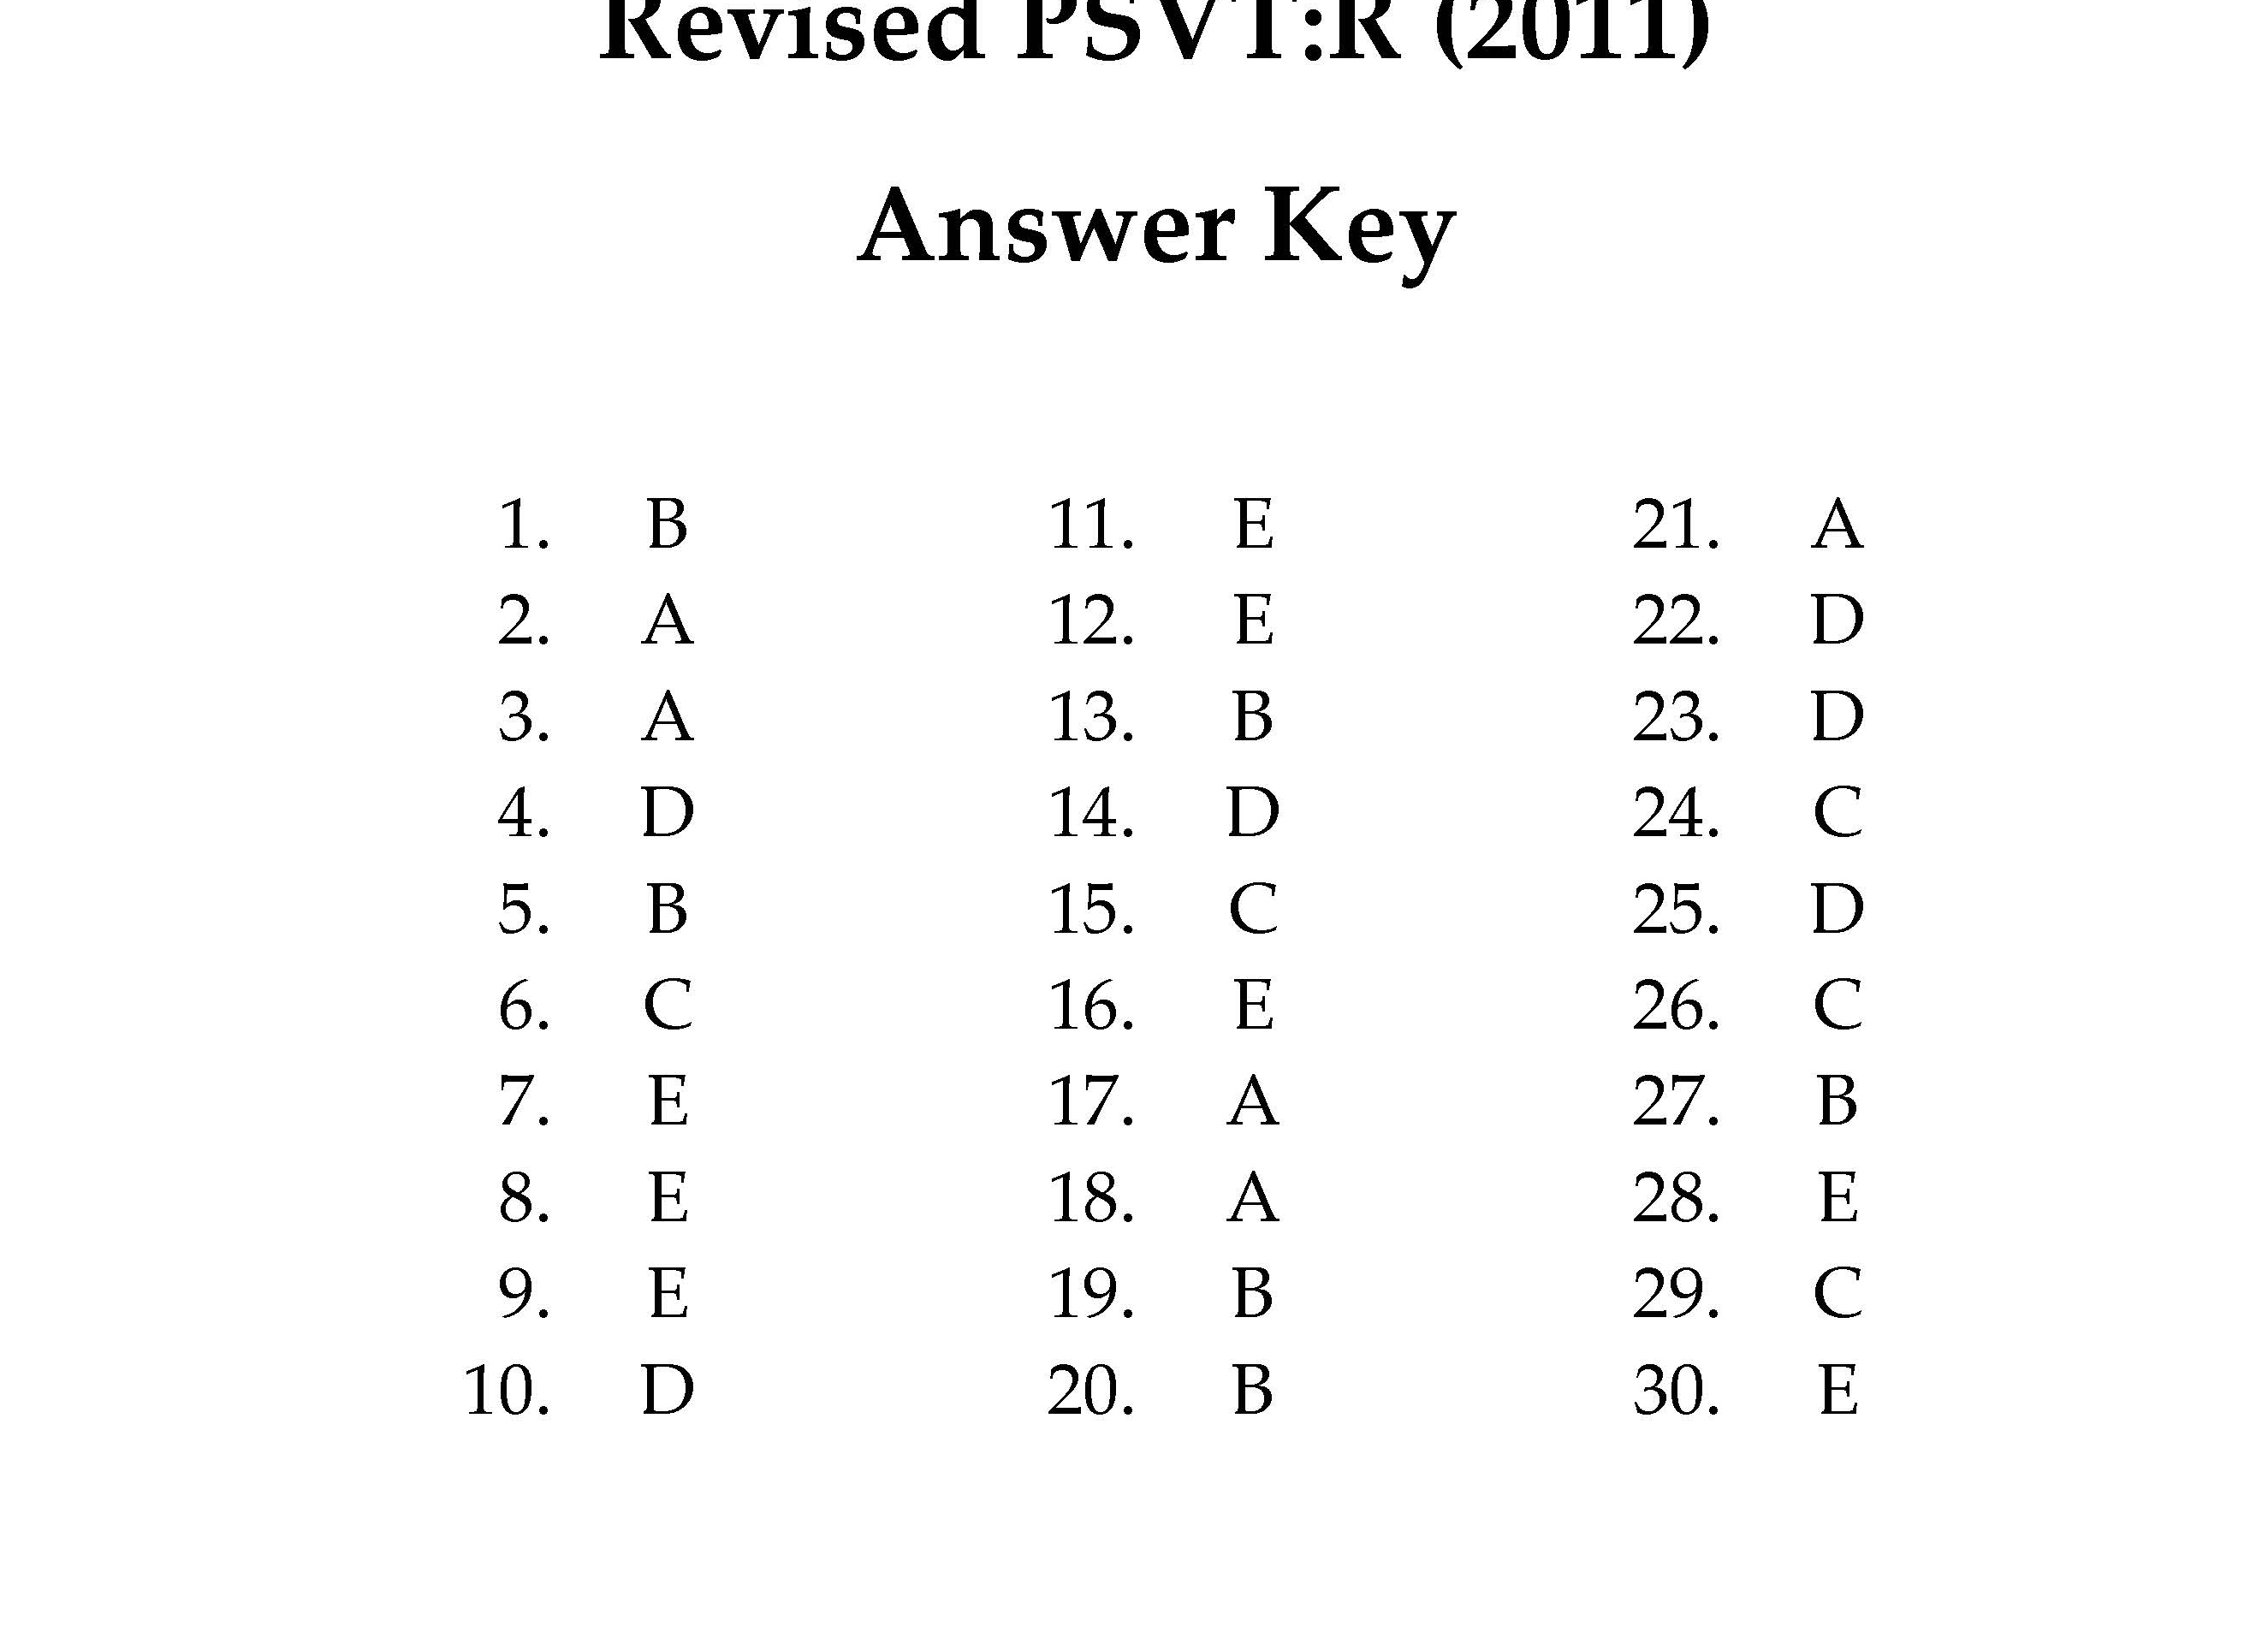 Revised PSVT:R (2011)
Answer Key
1. B 11. E 21. A
2. A 12. E 22. D
3. A 13. B 23. D
4. D 14. D 24. C
5. B 15. C 25. D
6. C 16. E 26. C
7. E 17. A 27. B
8. E 18. A 28. E
9. E 19. B 29. C
10. D 20. B 30. E